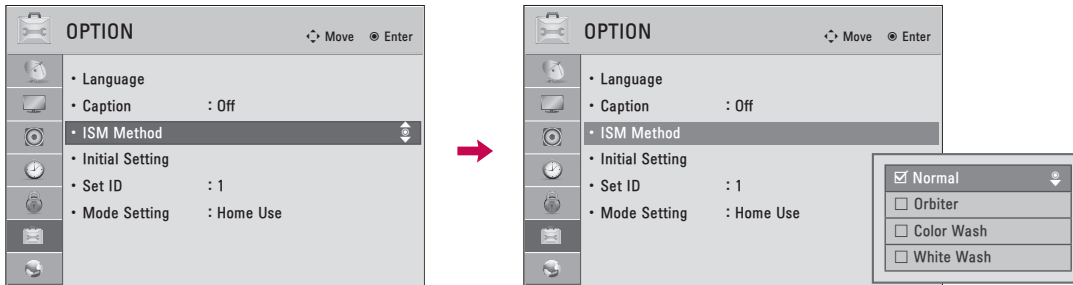 OPTION
Move Enter
• Language
• Caption : Off
• ISM Method
• Initial Setting
• Set ID : 1
• Mode Setting : Home Use
OPTION
Move Enter
• Language
• Caption : Off
• ISM Method
• Initial Setting
• Set ID : 1
• Mode Setting : Home Use
☑ Normal
☐ Orbiter
☐ Color Wash
☐ White Wash